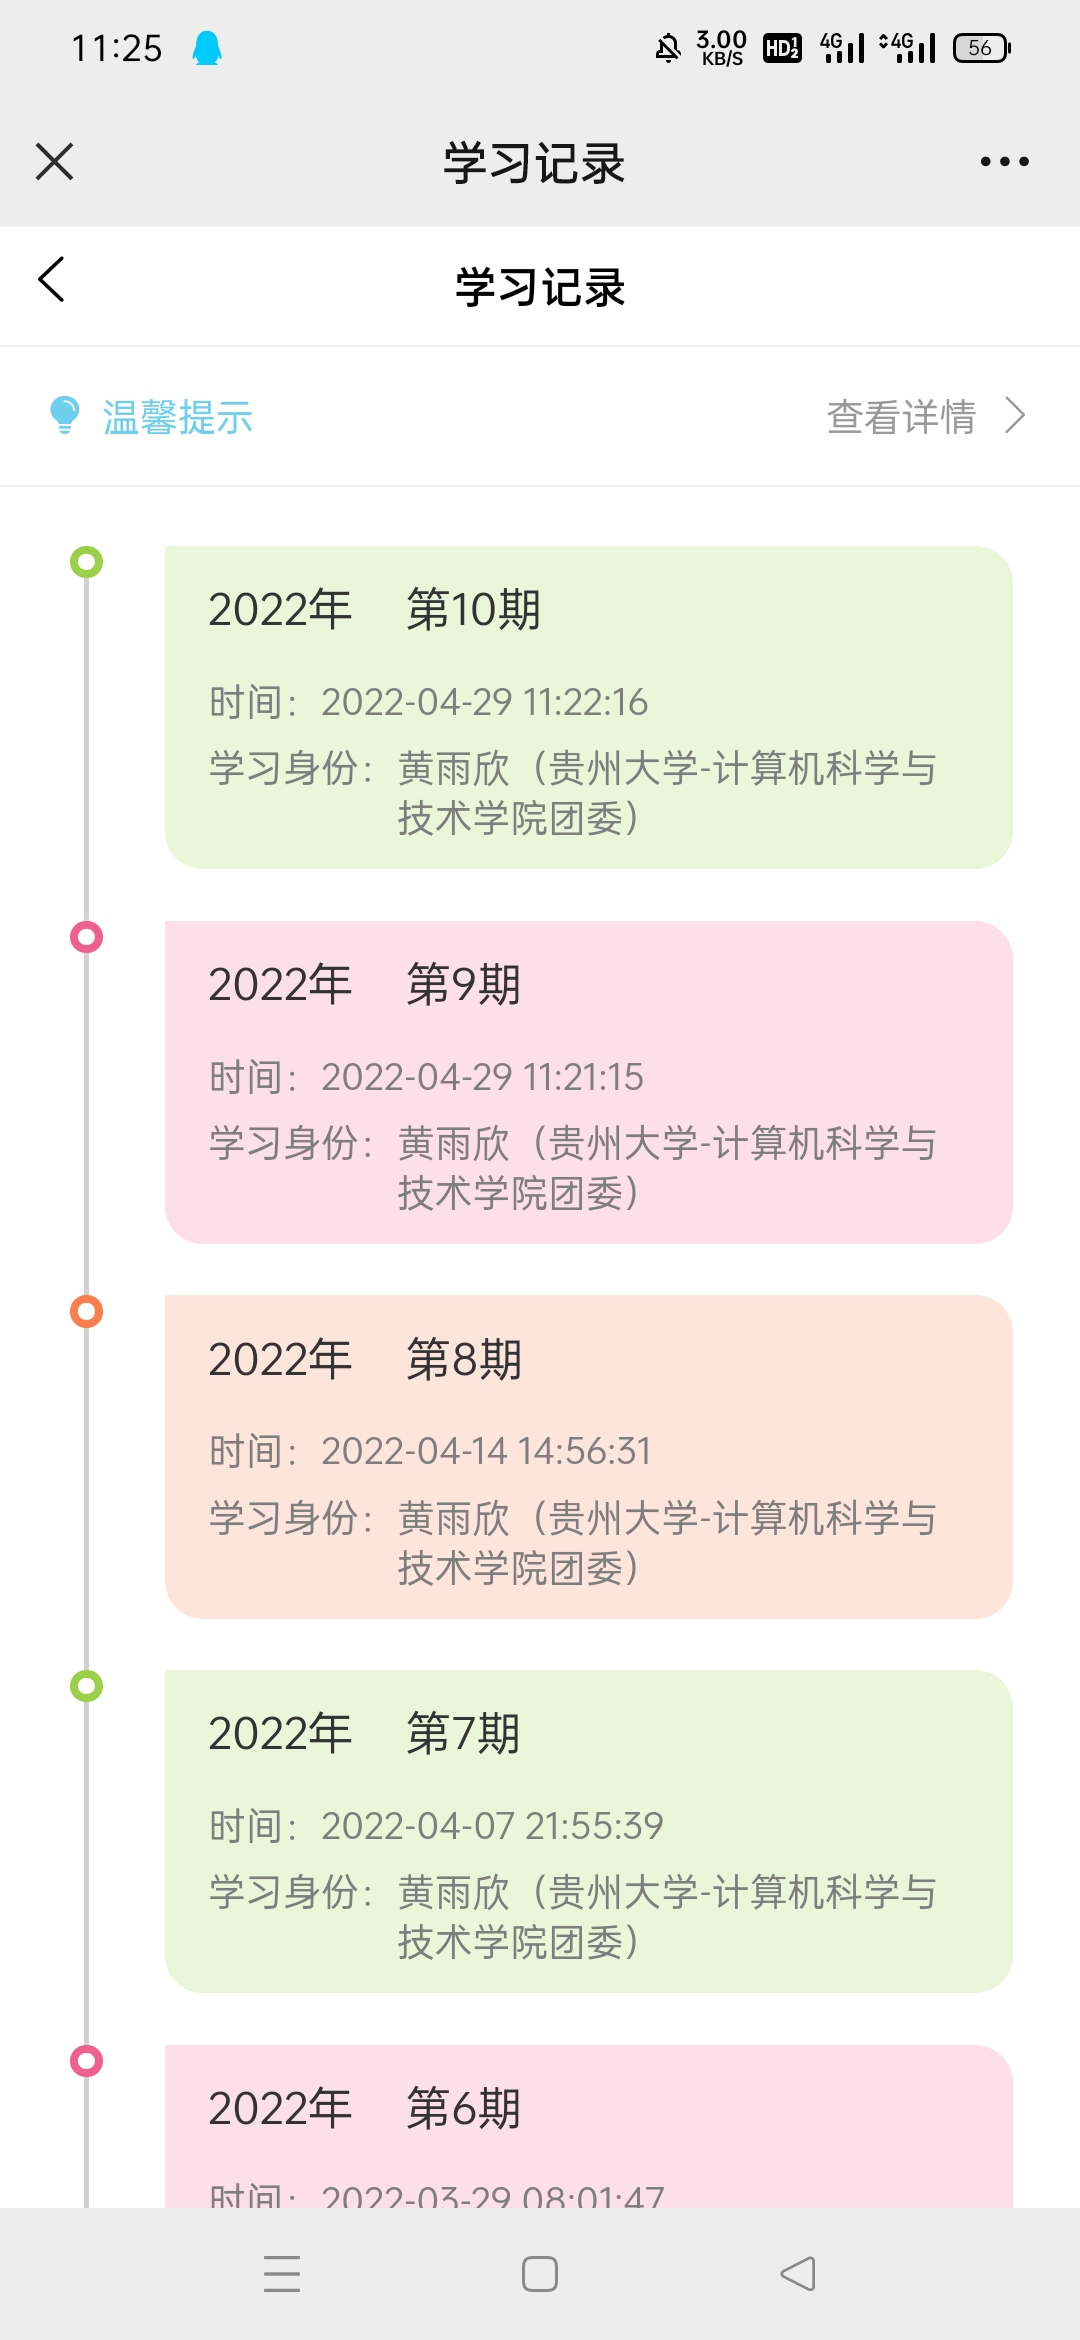 11:25
3.00
KB/S
HD 1 2
4G
4G
56
学习记录
学习记录
温馨提示
查看详情
2022年 第10期
时间：2022-04-29 11:22:16
学习身份：黄雨欣（贵州大学-计算机科学与
技术学院团委）
2022年 第9期
时间：2022-04-29 11:21:15
学习身份：黄雨欣（贵州大学-计算机科学与
技术学院团委）
2022年 第8期
时间：2022-04-14 14:56:31
学习身份：黄雨欣（贵州大学-计算机科学与
技术学院团委）
2022年 第7期
时间：2022-04-07 21:55:39
学习身份：黄雨欣（贵州大学-计算机科学与
技术学院团委）
2022年 第6期
时间：2022-03-29 08:01:47